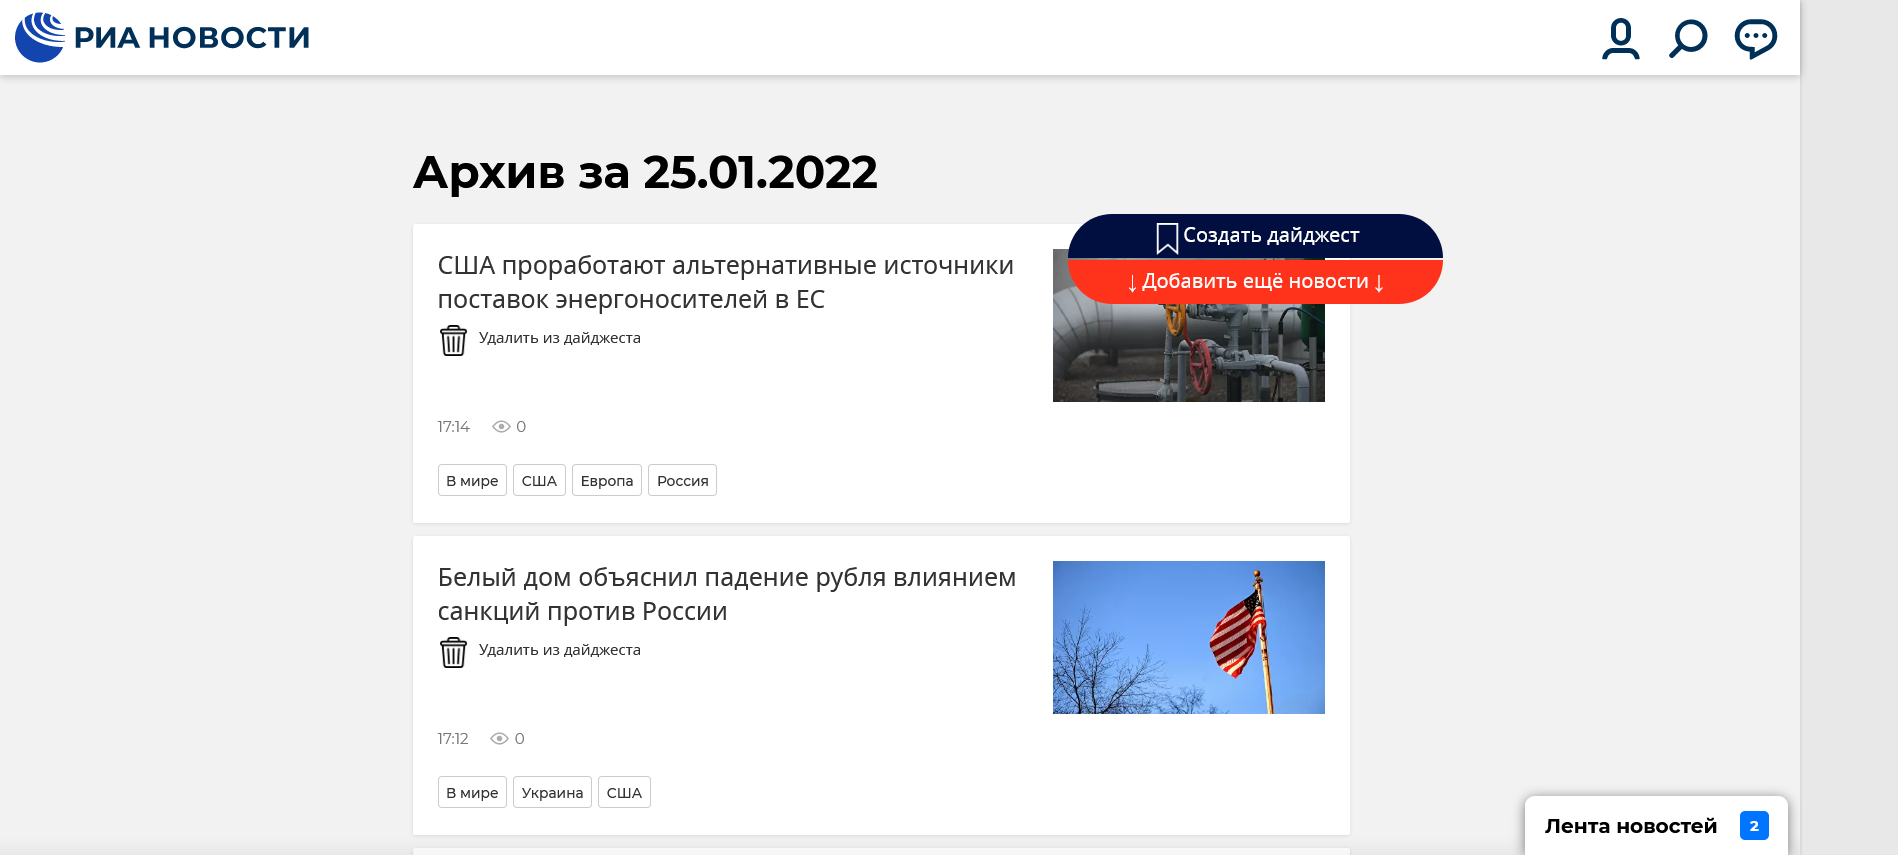 РИА НОВОСТИ
Архив за 25.01.2022
Создать дайджест
↓ Добавить ещё новости ↓
США проработают альтернативные источники
поставок энергоносителей в ЕС
Удалить из дайджеста
17:14 0
В мире США Европа Россия
Белый дом объяснил падение рубля влиянием
санкций против России
Удалить из дайджеста
17:12 0
В мире Украина США
Лента новостей 2